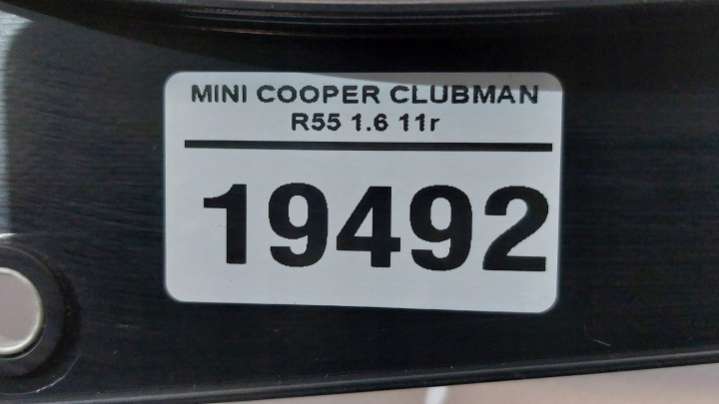 MINI COOPER CLUBMAN
R55 1.6 11r
19492